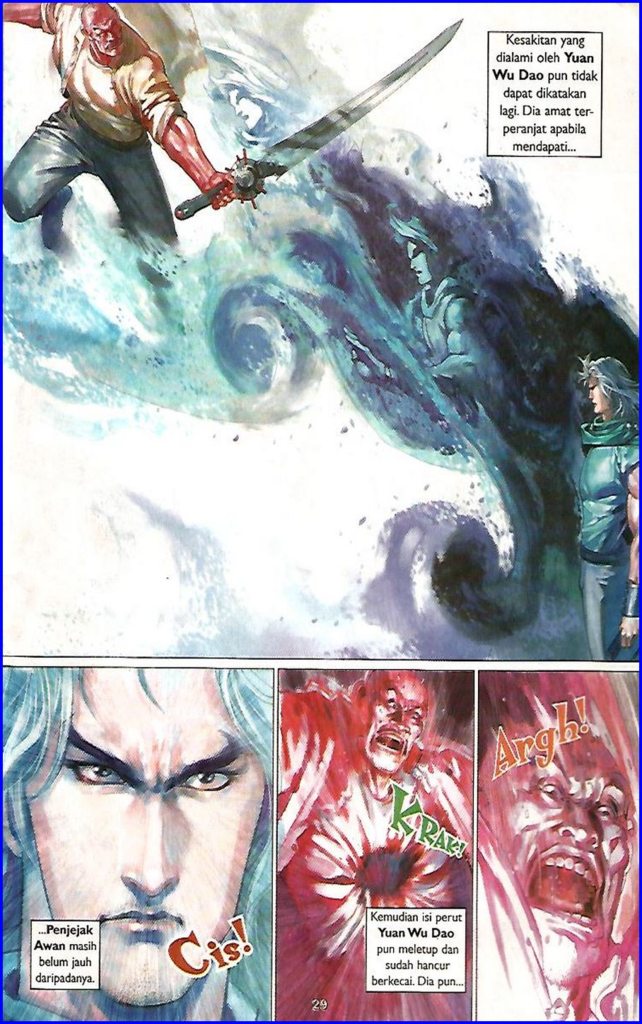 Kesakitan yang
dialami oleh Yuan
Wu Dao pun tidak
dapat dikatakan
lagi. Dia amat ter-
peranjat apabila
mendapati...
...Penjejak
Awan masih
belum jauh
daripadanya.
Cis!
KRAK!
Kemudian isi perut
Yuan Wu Dao
pun meletup dan
sudah hancur
berkecai. Dia pun...
Argh!
29